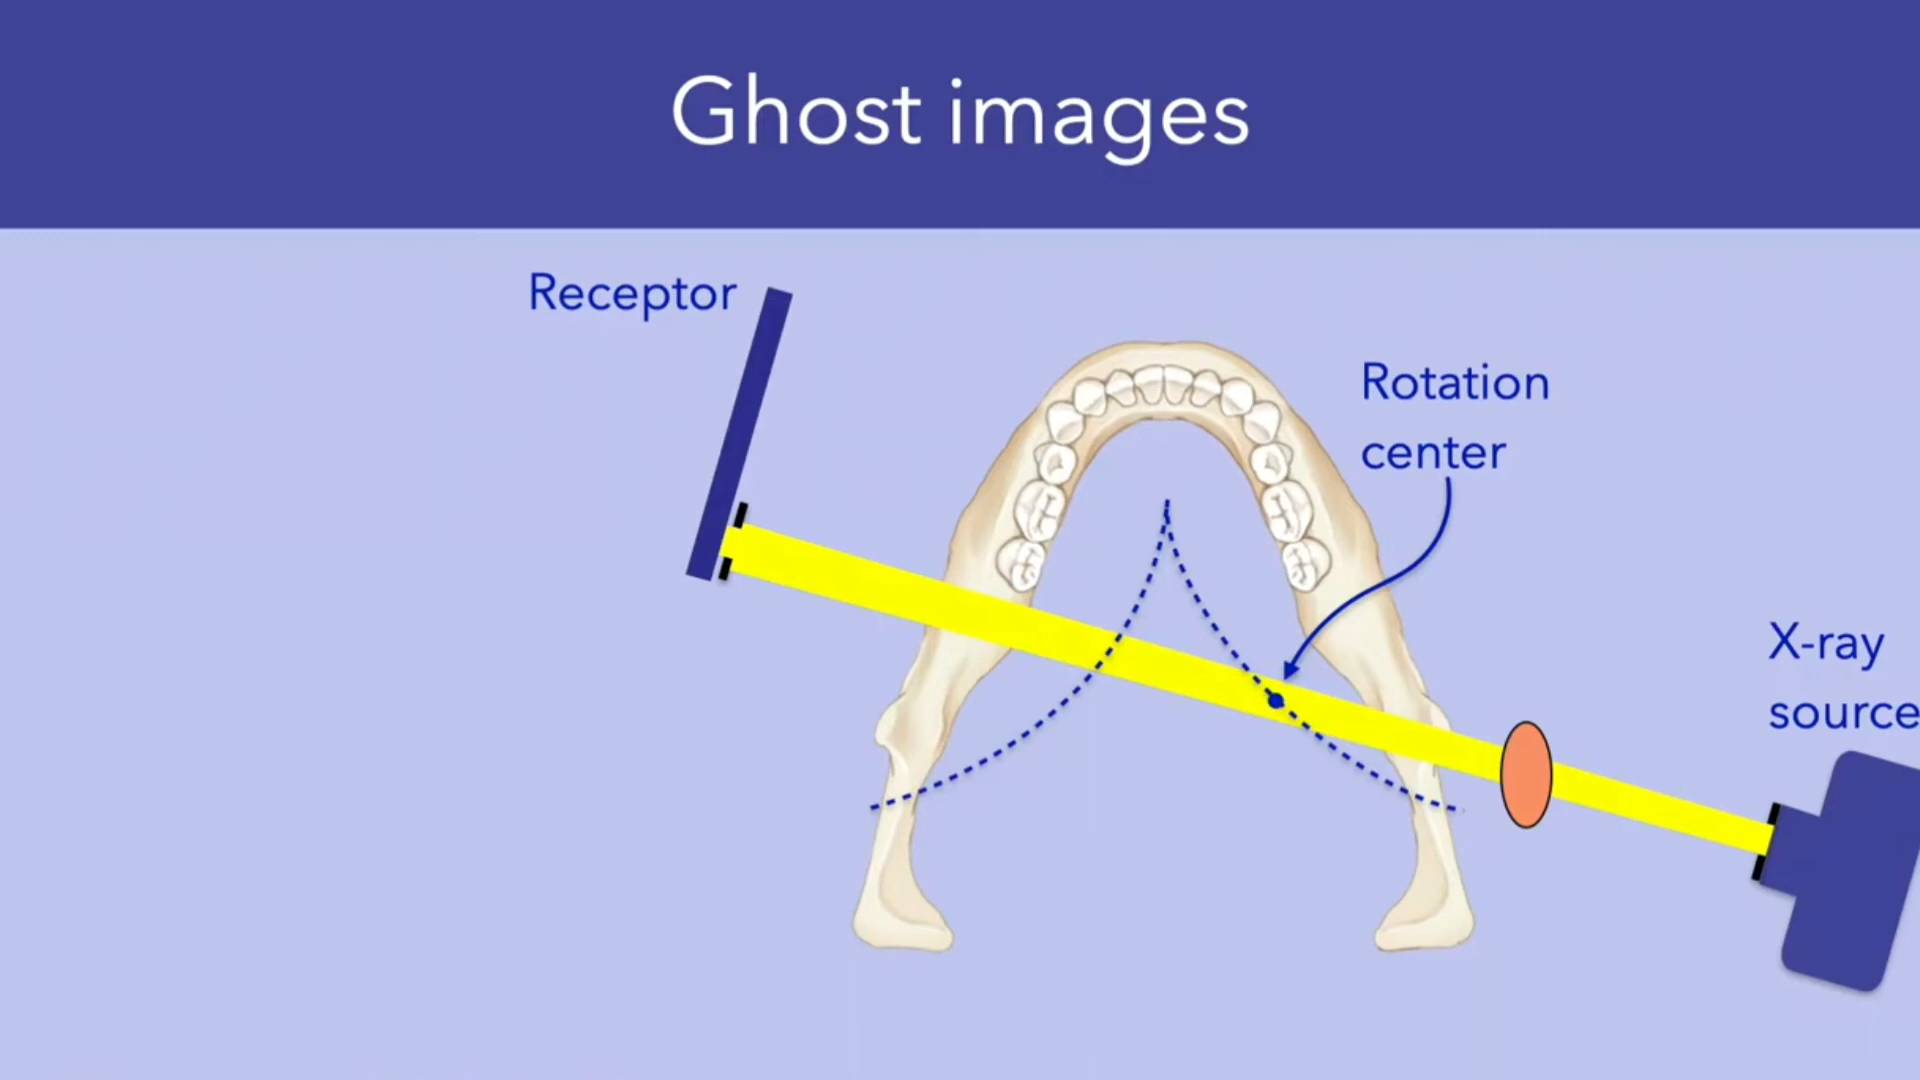 Ghost images
Receptor
Rotation
center
X-ray
source